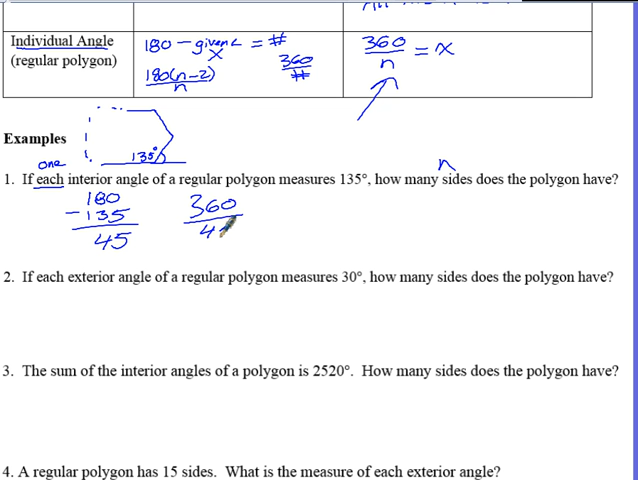 Individual Angle
(regular polygon)
180 - given∠ = #
x
180(n-2)
n
360
#
360
n
= x
Examples
135°
one
n
1. If each interior angle of a regular polygon measures 135°, how many sides does the polygon have?
180
-135
45
360
2. If each exterior angle of a regular polygon measures 30°, how many sides does the polygon have?
3. The sum of the interior angles of a polygon is 2520°. How many sides does the polygon have?
4. A regular polygon has 15 sides. What is the measure of each exterior angle?